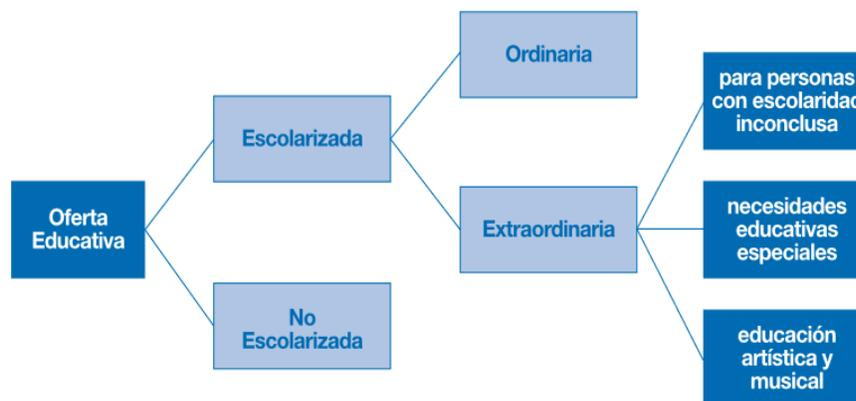 Oferta
Educativa
Escolarizada
No
Escolarizada
Ordinaria
Extraordinaria
para personas
con escolaridad
inconclusa
necesidades
educativas
especiales
educación
artística y
musical